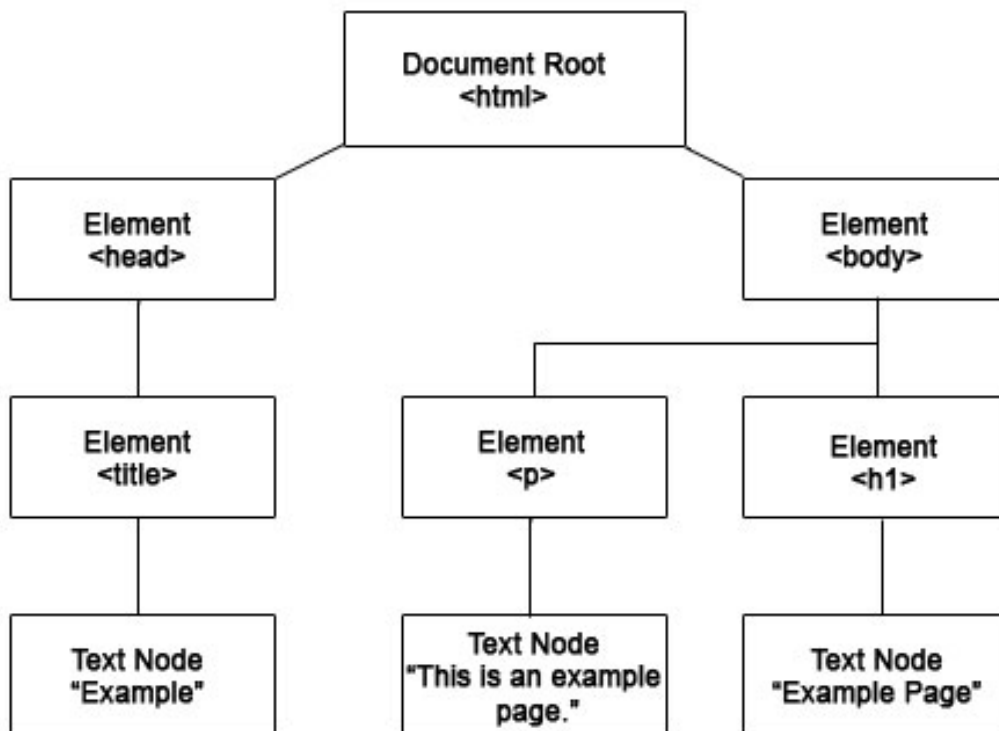 Document Root
<html>
Element
<head>
Element
<body>
Element
<title>
Element
<p>
Element
<h1>
Text Node
“Example”
Text Node
“This is an example
page.”
Text Node
“Example Page”